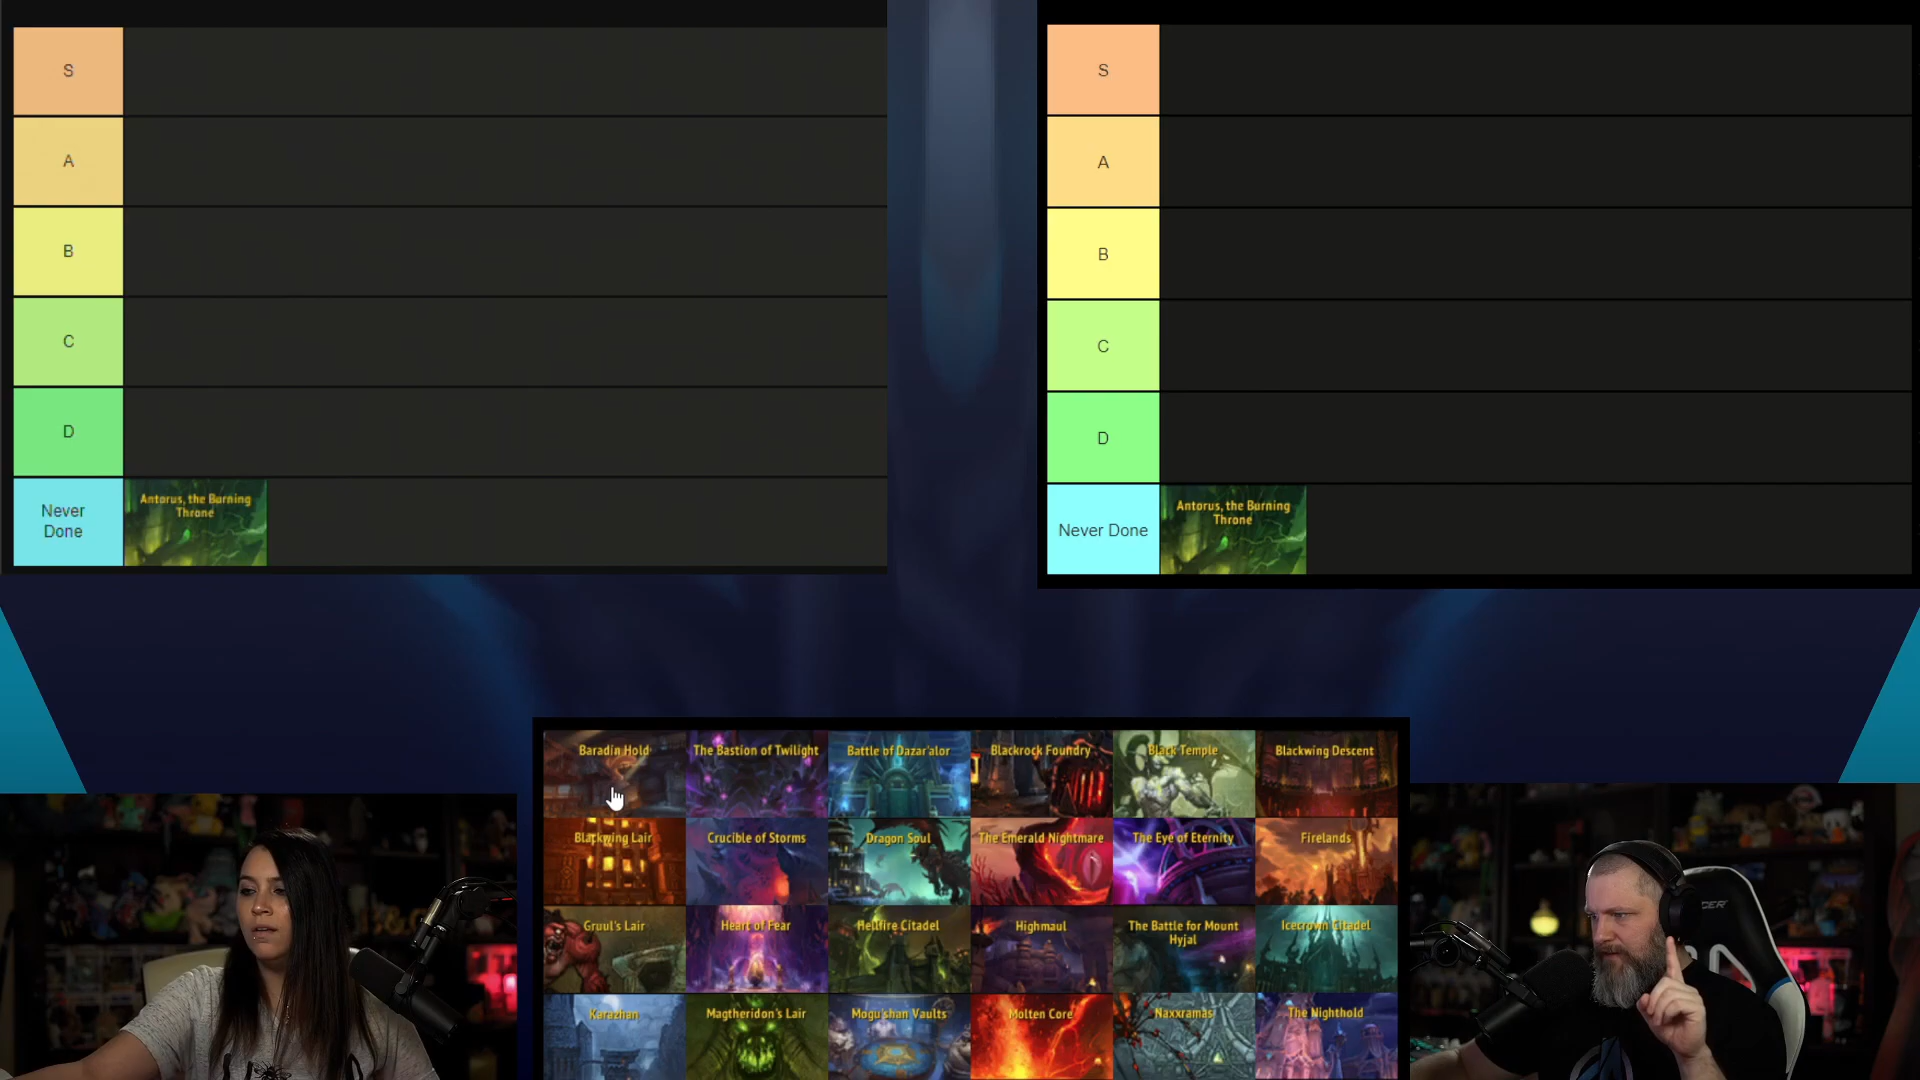 S
A
B
C
D
Never
Done
Antorus, the Burning
Throne
S
A
B
C
D
Never Done
Antorus, the Burning
Throne
Baradin Hold
The Bastion of Twilight
Battle of Dazar'alor
Blackrock Foundry
Black Temple
Blackwing Descent
Blackwing Lair
Crucible of Storms
Dragon Soul
The Emerald Nightmare
The Eye of Eternity
Firelands
Gruul's Lair
Heart of Fear
Hellfire Citadel
Highmaul
The Battle for Mount
Hyjal
Icecrown Citadel
Karazhan
Magtheridon's Lair
Mogu'shan Vaults
Molten Core
Naxxramas
The Nighthold